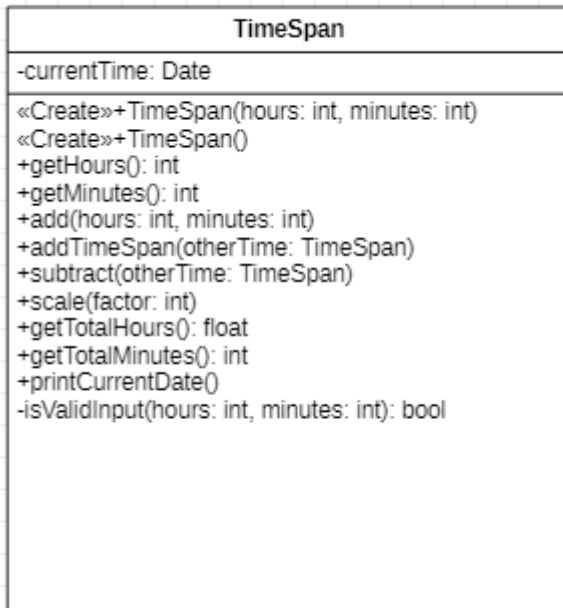 TimeSpan
-currentTime: Date
«Create»+TimeSpan(hours: int, minutes: int)
«Create»+TimeSpan()
+getHours(): int
+getMinutes(): int
+add(hours: int, minutes: int)
+addTimeSpan(otherTime: TimeSpan)
+subtract(otherTime: TimeSpan)
+scale(factor: int)
+getTotalHours(): float
+getTotalMinutes(): int
+printCurrentDate()
-isValidInput(hours: int, minutes: int): bool